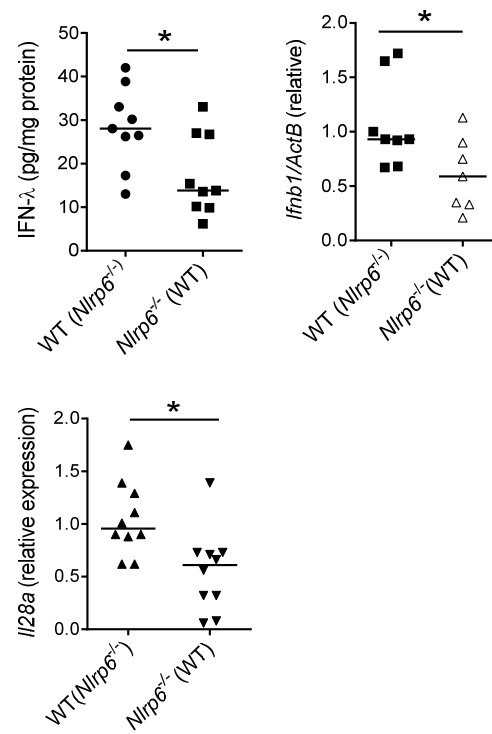 *
IFN-λ (pg/mg protein)
50
40
30
20
10
0
WT (Nlrp6-/-)
Nlrp6-/- (WT)
*
Ifnb1/ActB (relative)
2.0
1.5
1.0
0.5
0.0
WT (Nlrp6-/-)
Nlrp6-/- (WT)
*
Il28a (relative expression)
2.0
1.5
1.0
0.5
0.0
WT(Nlrp6-/-)
Nlrp6-/- (WT)